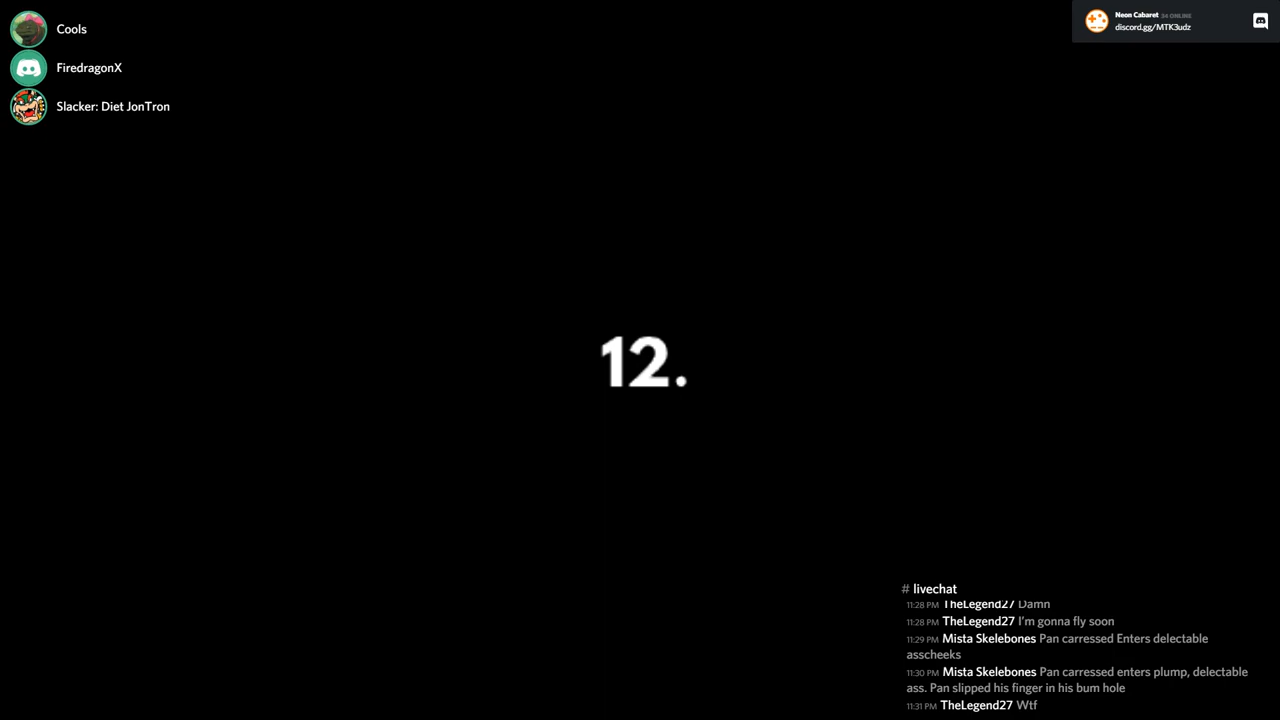 Cools
FiredragonX
Slacker: Diet JonTron
Neon Cabaret 34 ONLINE
discord.gg/MTK3udz
12.
# livechat
11:28 PM TheLegend27 Damn
11:28 PM TheLegend27 I'm gonna fly soon
11:29 PM Mista Skelebones Pan carressed Enters delectable
asscheeks
11:30 PM Mista Skelebones Pan carressed enters plump, delectable
ass. Pan slipped his finger in his bum hole
11:31 PM TheLegend27 Wtf